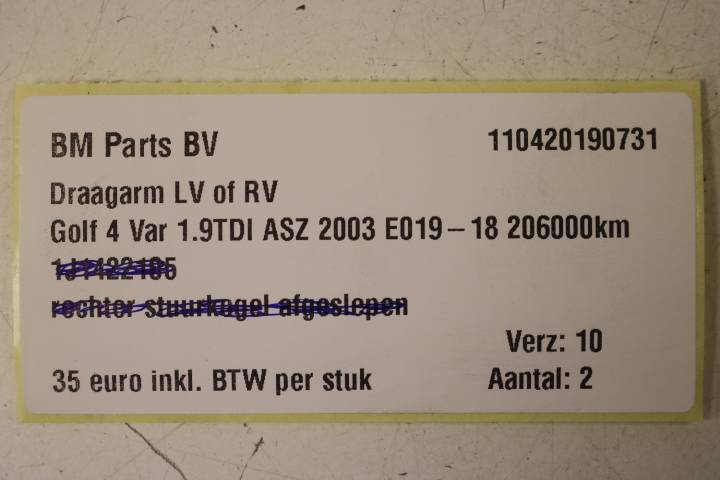 BM Parts BV 110420190731
Draagarm LV of RV
Golf 4 Var 1.9TDI ASZ 2003 E019-18 206000km
rechter stuurkogel afgeslepen
Verz: 10
35 euro inkl. BTW per stuk Aantal: 2